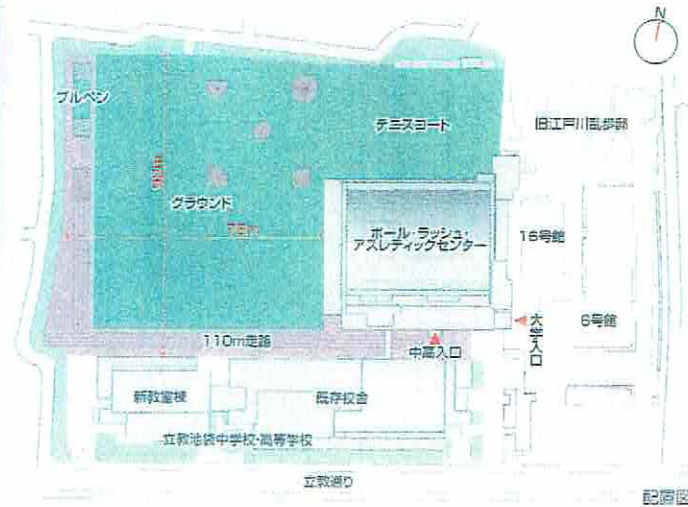 N
ブルペン
テニスコート
旧江戸川乱歩邸
グラウンド
ポール・ラッシュ・
アスレティックセンター
16号館
6号館
大学入口
110m走路
中高入口
新教室棟
既存校舎
立教池袋中学校・高等学校
立教通り
配置図